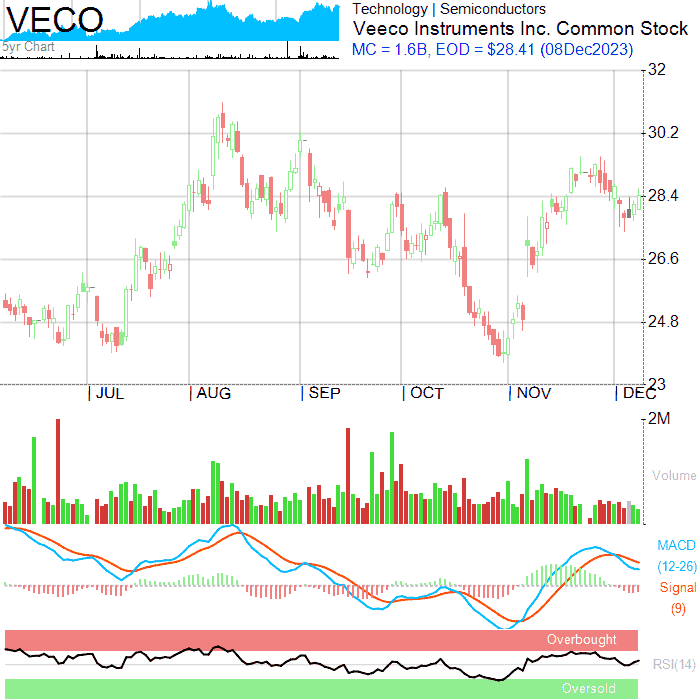 VECO
5yr Chart
Technology | Semiconductors
Veeco Instruments Inc. Common Stock
MC = 1.6B, EOD = $28.41 (08Dec2023)
32
30.2
28.4
26.6
24.8
23
| JUL | AUG | SEP | OCT | NOV | DEC
2M
Volume
MACD
(12-26)
Signal
(9)
Overbought
RSI(14)
Oversold